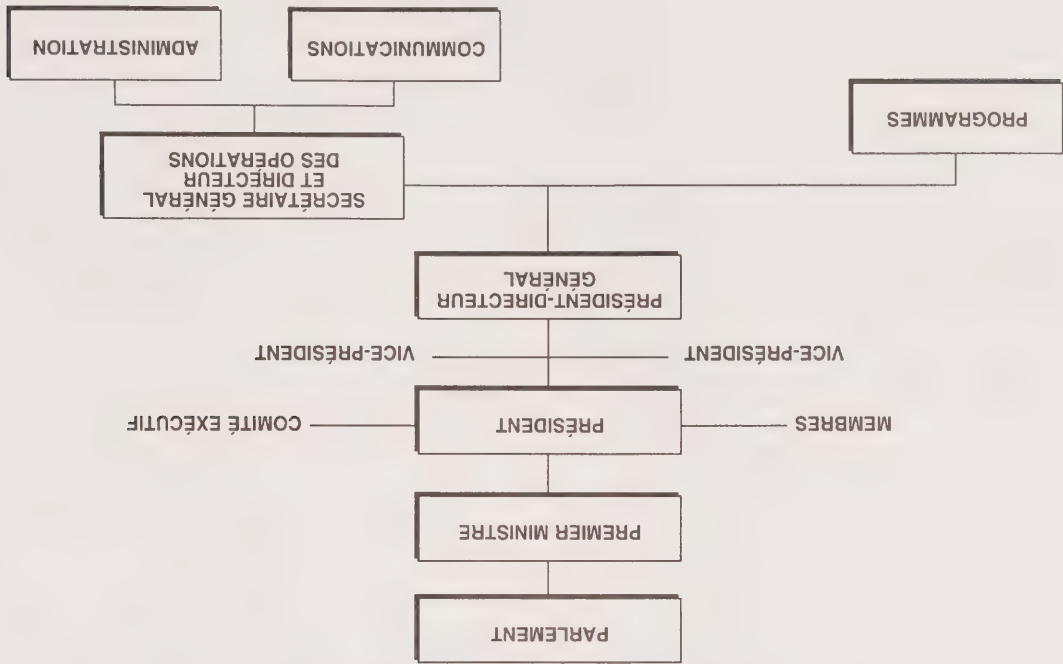 PARLEMENT
PREMIER MINISTRE
MEMBRES
PRÉSIDENT
COMITÉ EXÉCUTIF
VICE-PRÉSIDENT
VICE-PRÉSIDENT
PRÉSIDENT-DIRECTEUR
GÉNÉRAL
SECRÉTAIRE GÉNÉRAL
ET DIRECTEUR
DES OPERATIONS
PROGRAMMES
COMMUNICATIONS
ADMINISTRATION